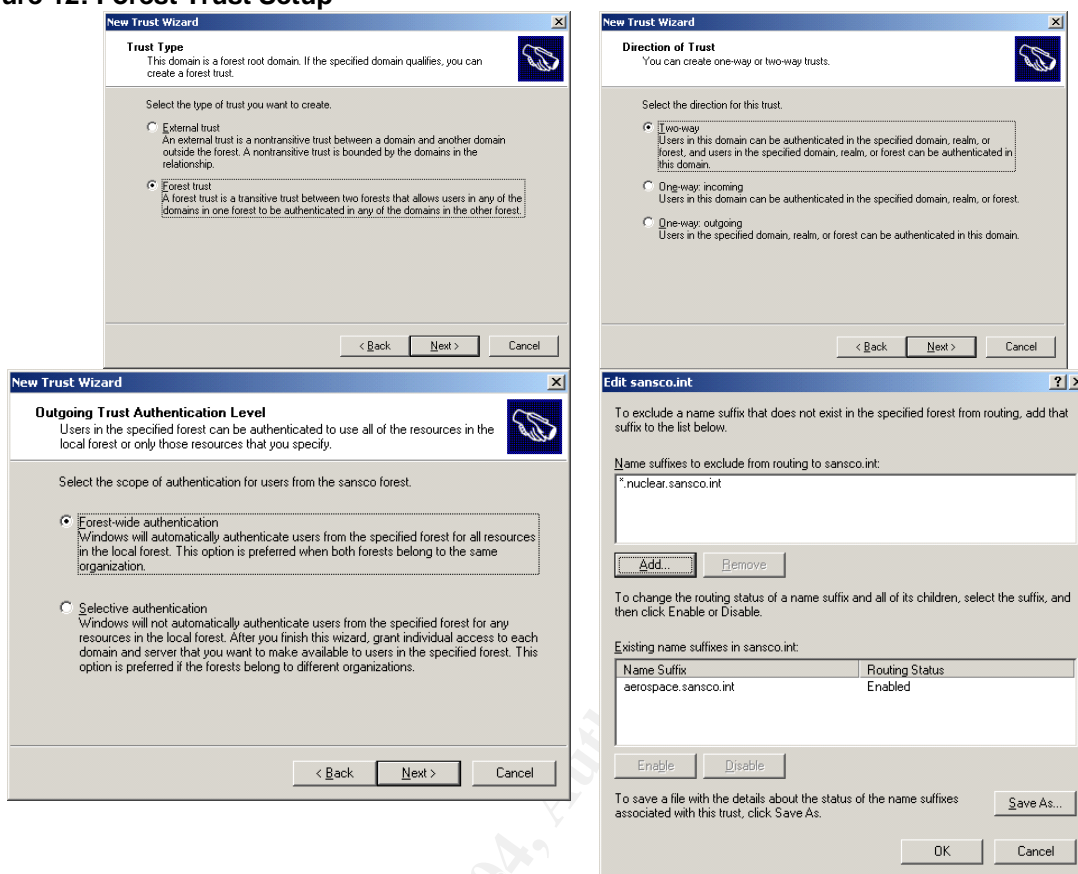 Figure 12: Forest Trust Setup
New Trust Wizard
Trust Type
This domain is a forest root domain. If the specified domain qualifies, you can
create a forest trust.
Select the type of trust you want to create.
External trust
An external trust is a nontransitive trust between a domain and another domain
outside the forest. A nontransitive trust is bounded by the domains in the
relationship.
Forest trust
A forest trust is a transitive trust between two forests that allows users in any of the
domains in one forest to be authenticated in any of the domains in the other forest.
< Back
Next >
Cancel
New Trust Wizard
Direction of Trust
You can create one-way or two-way trusts.
Select the direction for this trust.
Two-way
Users in this domain can be authenticated in the specified domain, realm, or
forest, and users in the specified domain, realm, or forest can be authenticated in
this domain.
One-way: incoming
Users in this domain can be authenticated in the specified domain, realm, or forest.
One-way: outgoing
Users in the specified domain, realm, or forest can be authenticated in this domain.
< Back
Next >
Cancel
New Trust Wizard
Outgoing Trust Authentication Level
Users in the specified forest can be authenticated to use all of the resources in the
local forest or only those resources that you specify.
Select the scope of authentication for users from the sansco forest.
Forest-wide authentication
Windows will automatically authenticate users from the specified forest for all resources
in the local forest. This option is preferred when both forests belong to the same
organization.
Selective authentication
Windows will not automatically authenticate users from the specified forest for any
resources in the local forest. After you finish this wizard, grant individual access to each
domain and server that you want to make available to users in the specified forest. This
option is preferred if the forests belong to different organizations.
< Back
Next >
Cancel
Edit sansco.int
To exclude a name suffix that does not exist in the specified forest from routing, add that
suffix to the list below.
Name suffixes to exclude from routing to sansco.int:
*.nuclear.sansco.int
Add...
Remove
To change the routing status of a name suffix and all of its children, select the suffix, and
then click Enable or Disable.
Existing name suffixes in sansco.int:
Name Suffix
Routing Status
aerospace.sansco.int
Enabled
Enable
Disable
To save a file with the details about the status of the name suffixes
associated with this trust, click Save As.
Save As...
OK
Cancel